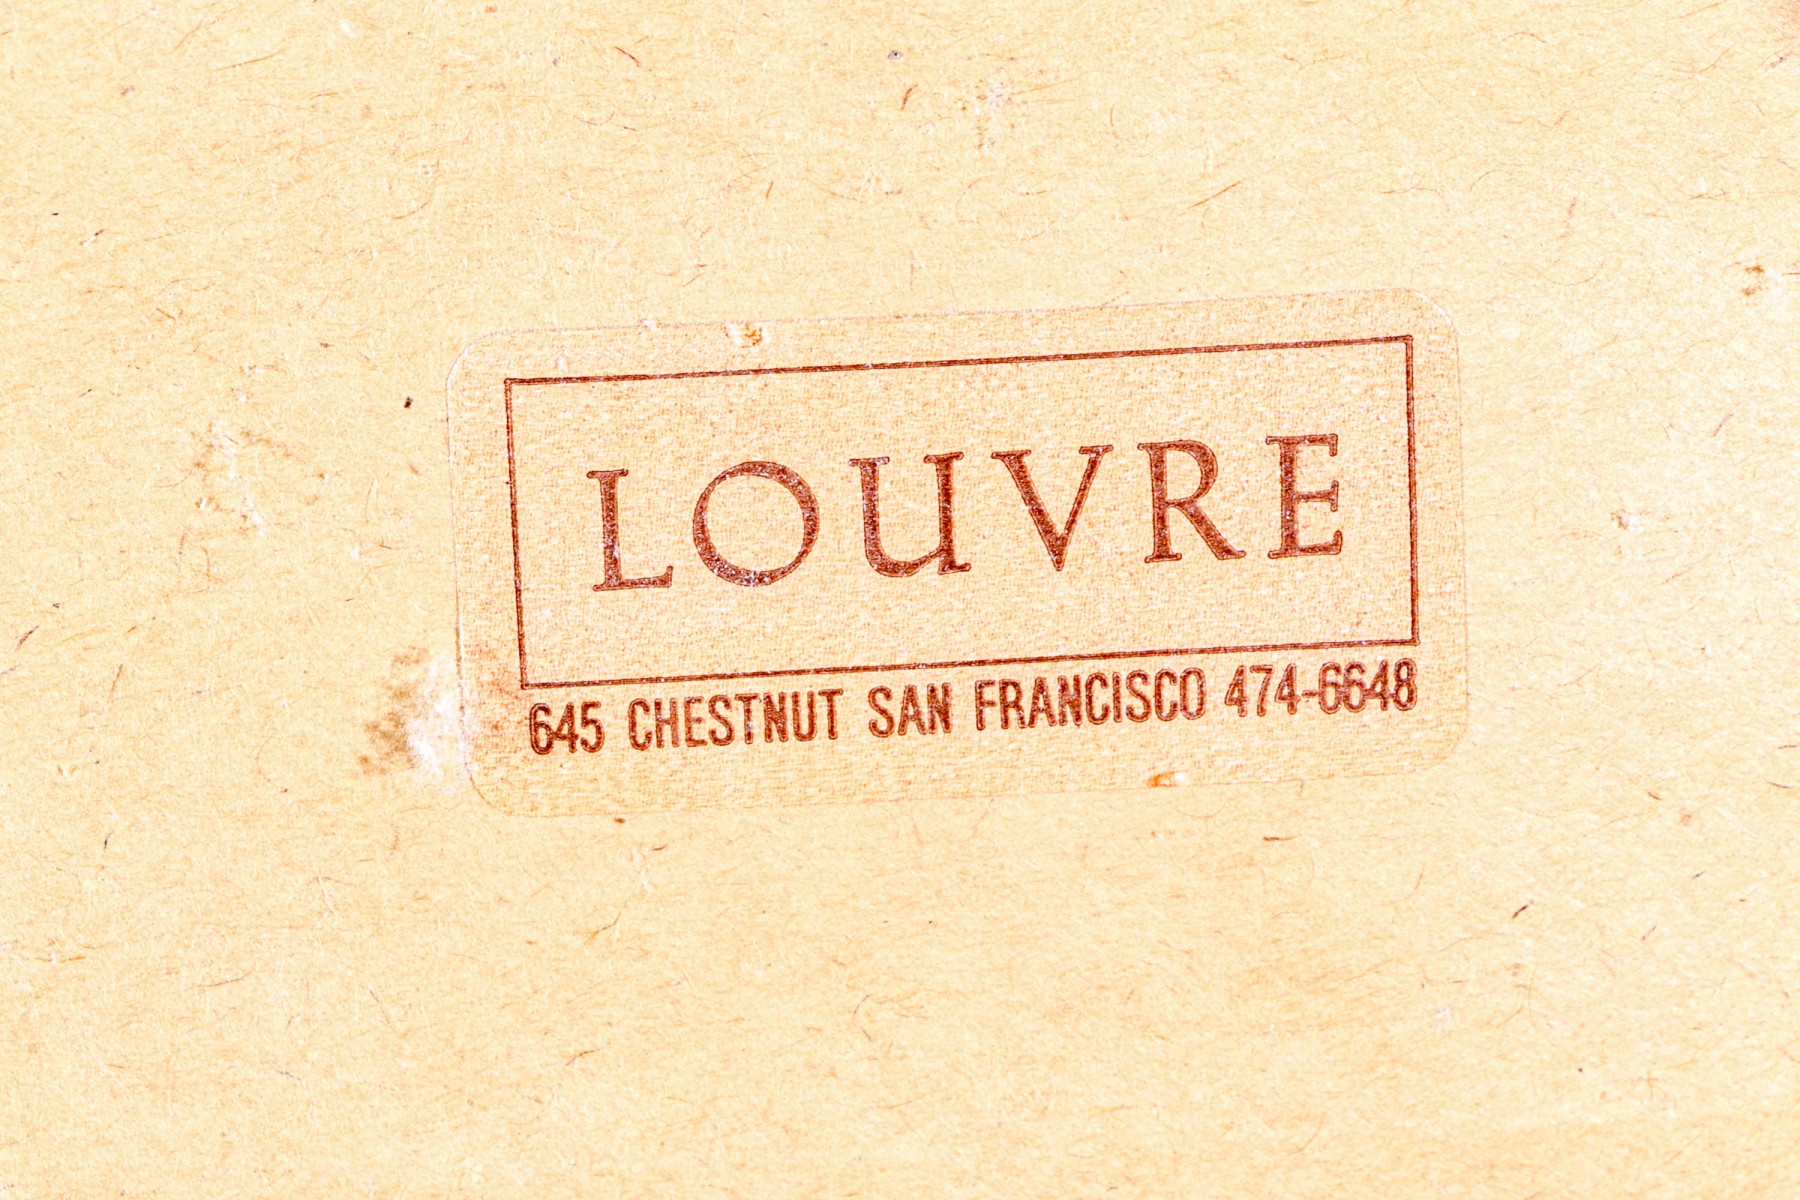 LOUVRE
645 CHESTNUT SAN FRANCISCO 474-6648